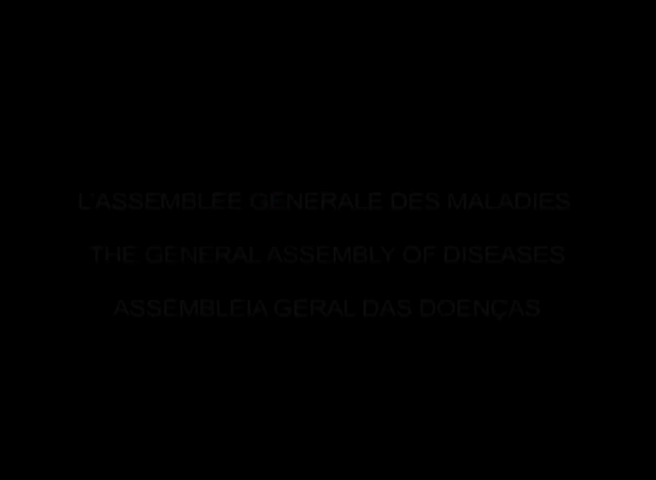 L'ASSEMBLEE GENERALE DES MALADIES
THE GENERAL ASSEMBLY OF DISEASES
ASSEMBLEIA GERAL DAS DOENÇAS